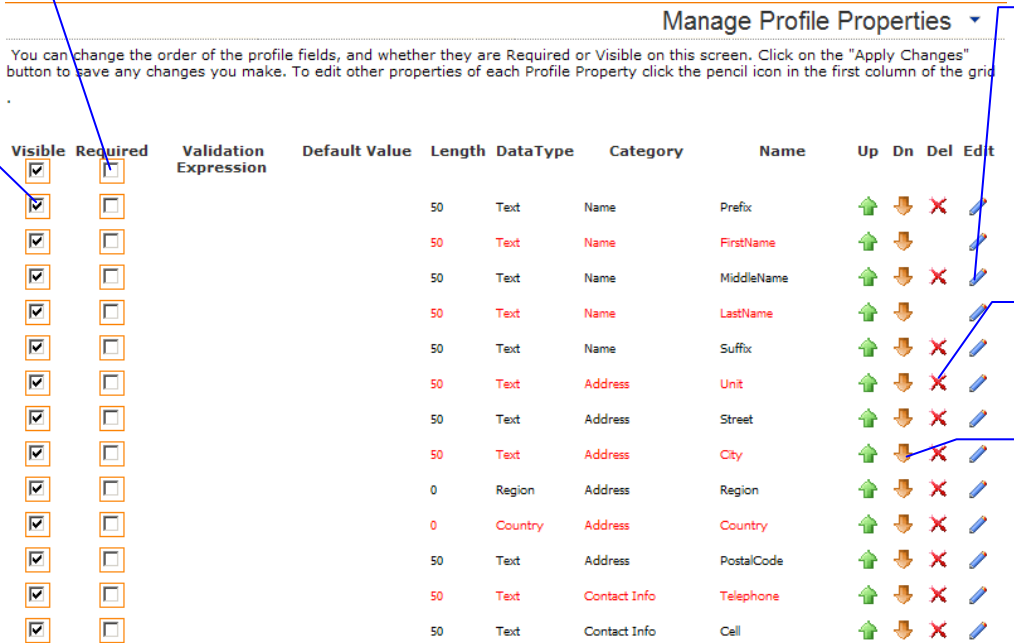 Manage Profile Properties
You can change the order of the profile fields, and whether they are Required or Visible on this screen. Click on the "Apply Changes"
button to save any changes you make. To edit other properties of each Profile Property click the pencil icon in the first column of the grid
.
Visible Required Validation Expression Default Value Length DataType Category Name Up Dn Del Edit
50 Text Name Prefix
50 Text Name FirstName
50 Text Name MiddleName
50 Text Name LastName
50 Text Name Suffix
50 Text Address Unit
50 Text Address Street
50 Text Address City
0 Region Address Region
0 Country Address Country
50 Text Address PostalCode
50 Text Contact Info Telephone
50 Text Contact Info Cell